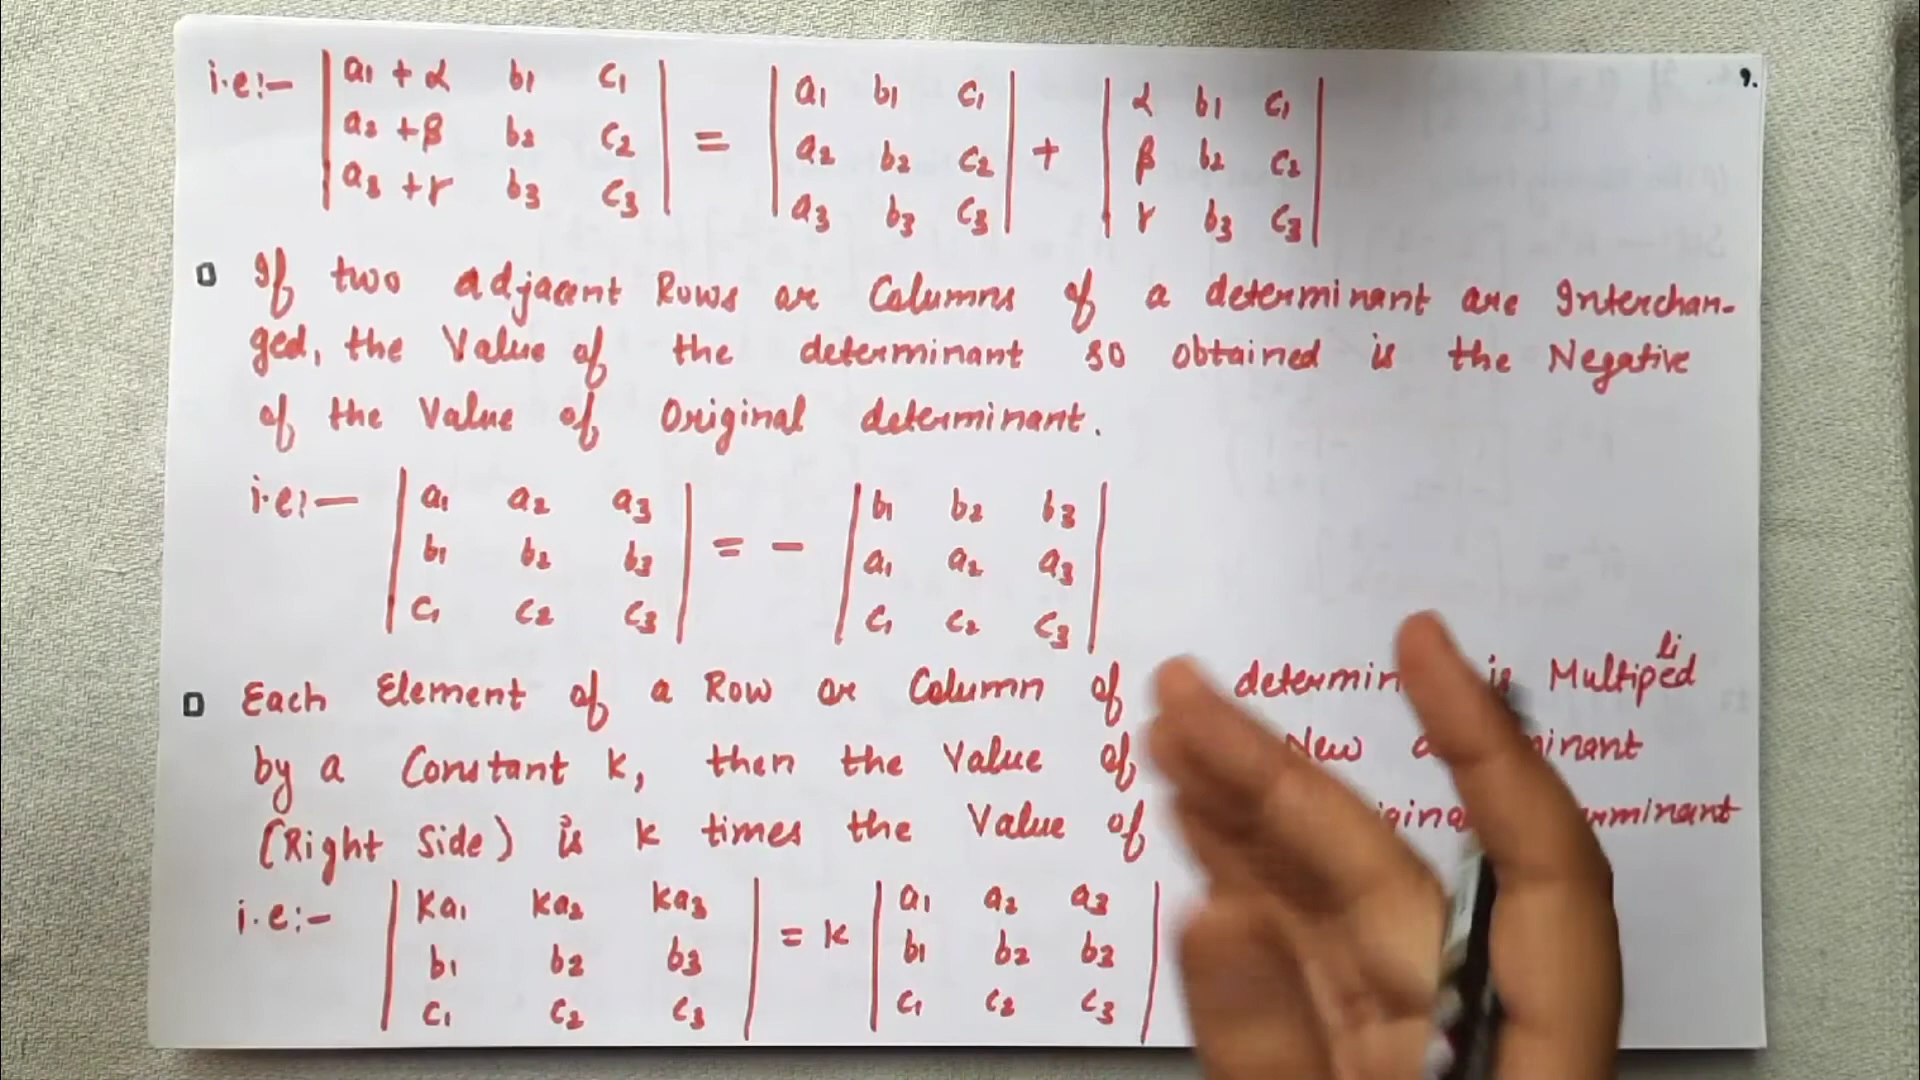 9.
i.e:- | a1 + α b1 c1 | | a1 b1 c1 | | α b1 c1 |
| a2 + β b2 c2 | = | a2 b2 c2 | + | β b2 c2 |
| a3 + r b3 c3 | | a3 b3 c3 | | r b3 c3 |
If two adjacent Rows or Columns of a determinant are Interchan-
ged, the Value of the determinant so obtained is the Negative
of the Value of Original determinant.
i.e:- | a1 a2 a3 | | b1 b2 b3 |
| b1 b2 b3 | = - | a1 a2 a3 |
| c1 c2 c3 | | c1 c2 c3 |
Each Element of a Row or Column of is Multiplied
by a Constant k, then the Value of New
(Right Side) is k times the Value of
i.e:- | ka1 ka2 ka3 | | a1 a2 a3 |
| b1 b2 b3 | = k | b1 b2 b3 |
| c1 c2 c3 | | c1 c2 c3 |